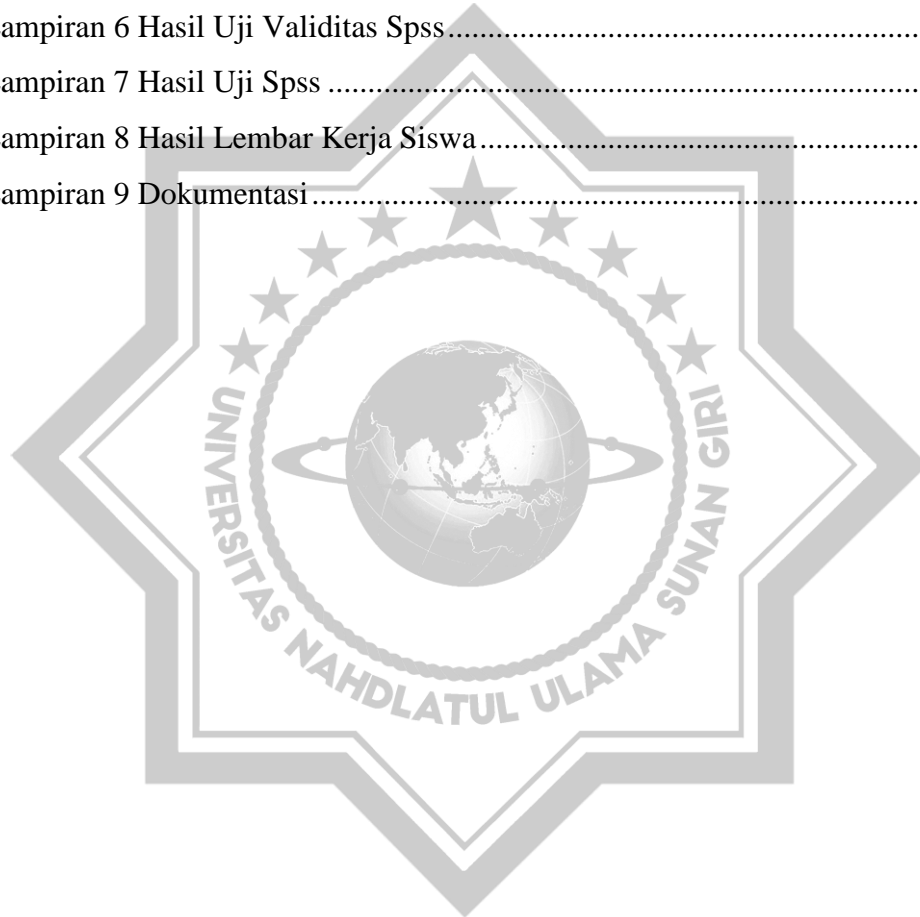 ampiran 6 Hasil Uji Validitas Spss.......................................................
ampiran 7 Hasil Uji Spss ......................................................................
ampiran 8 Hasil Lembar Kerja Siswa...................................................
ampiran 9 Dokumentasi........................................................................
UNIVERSITAS NAHDLATUL ULAMA SUNAN GIRI